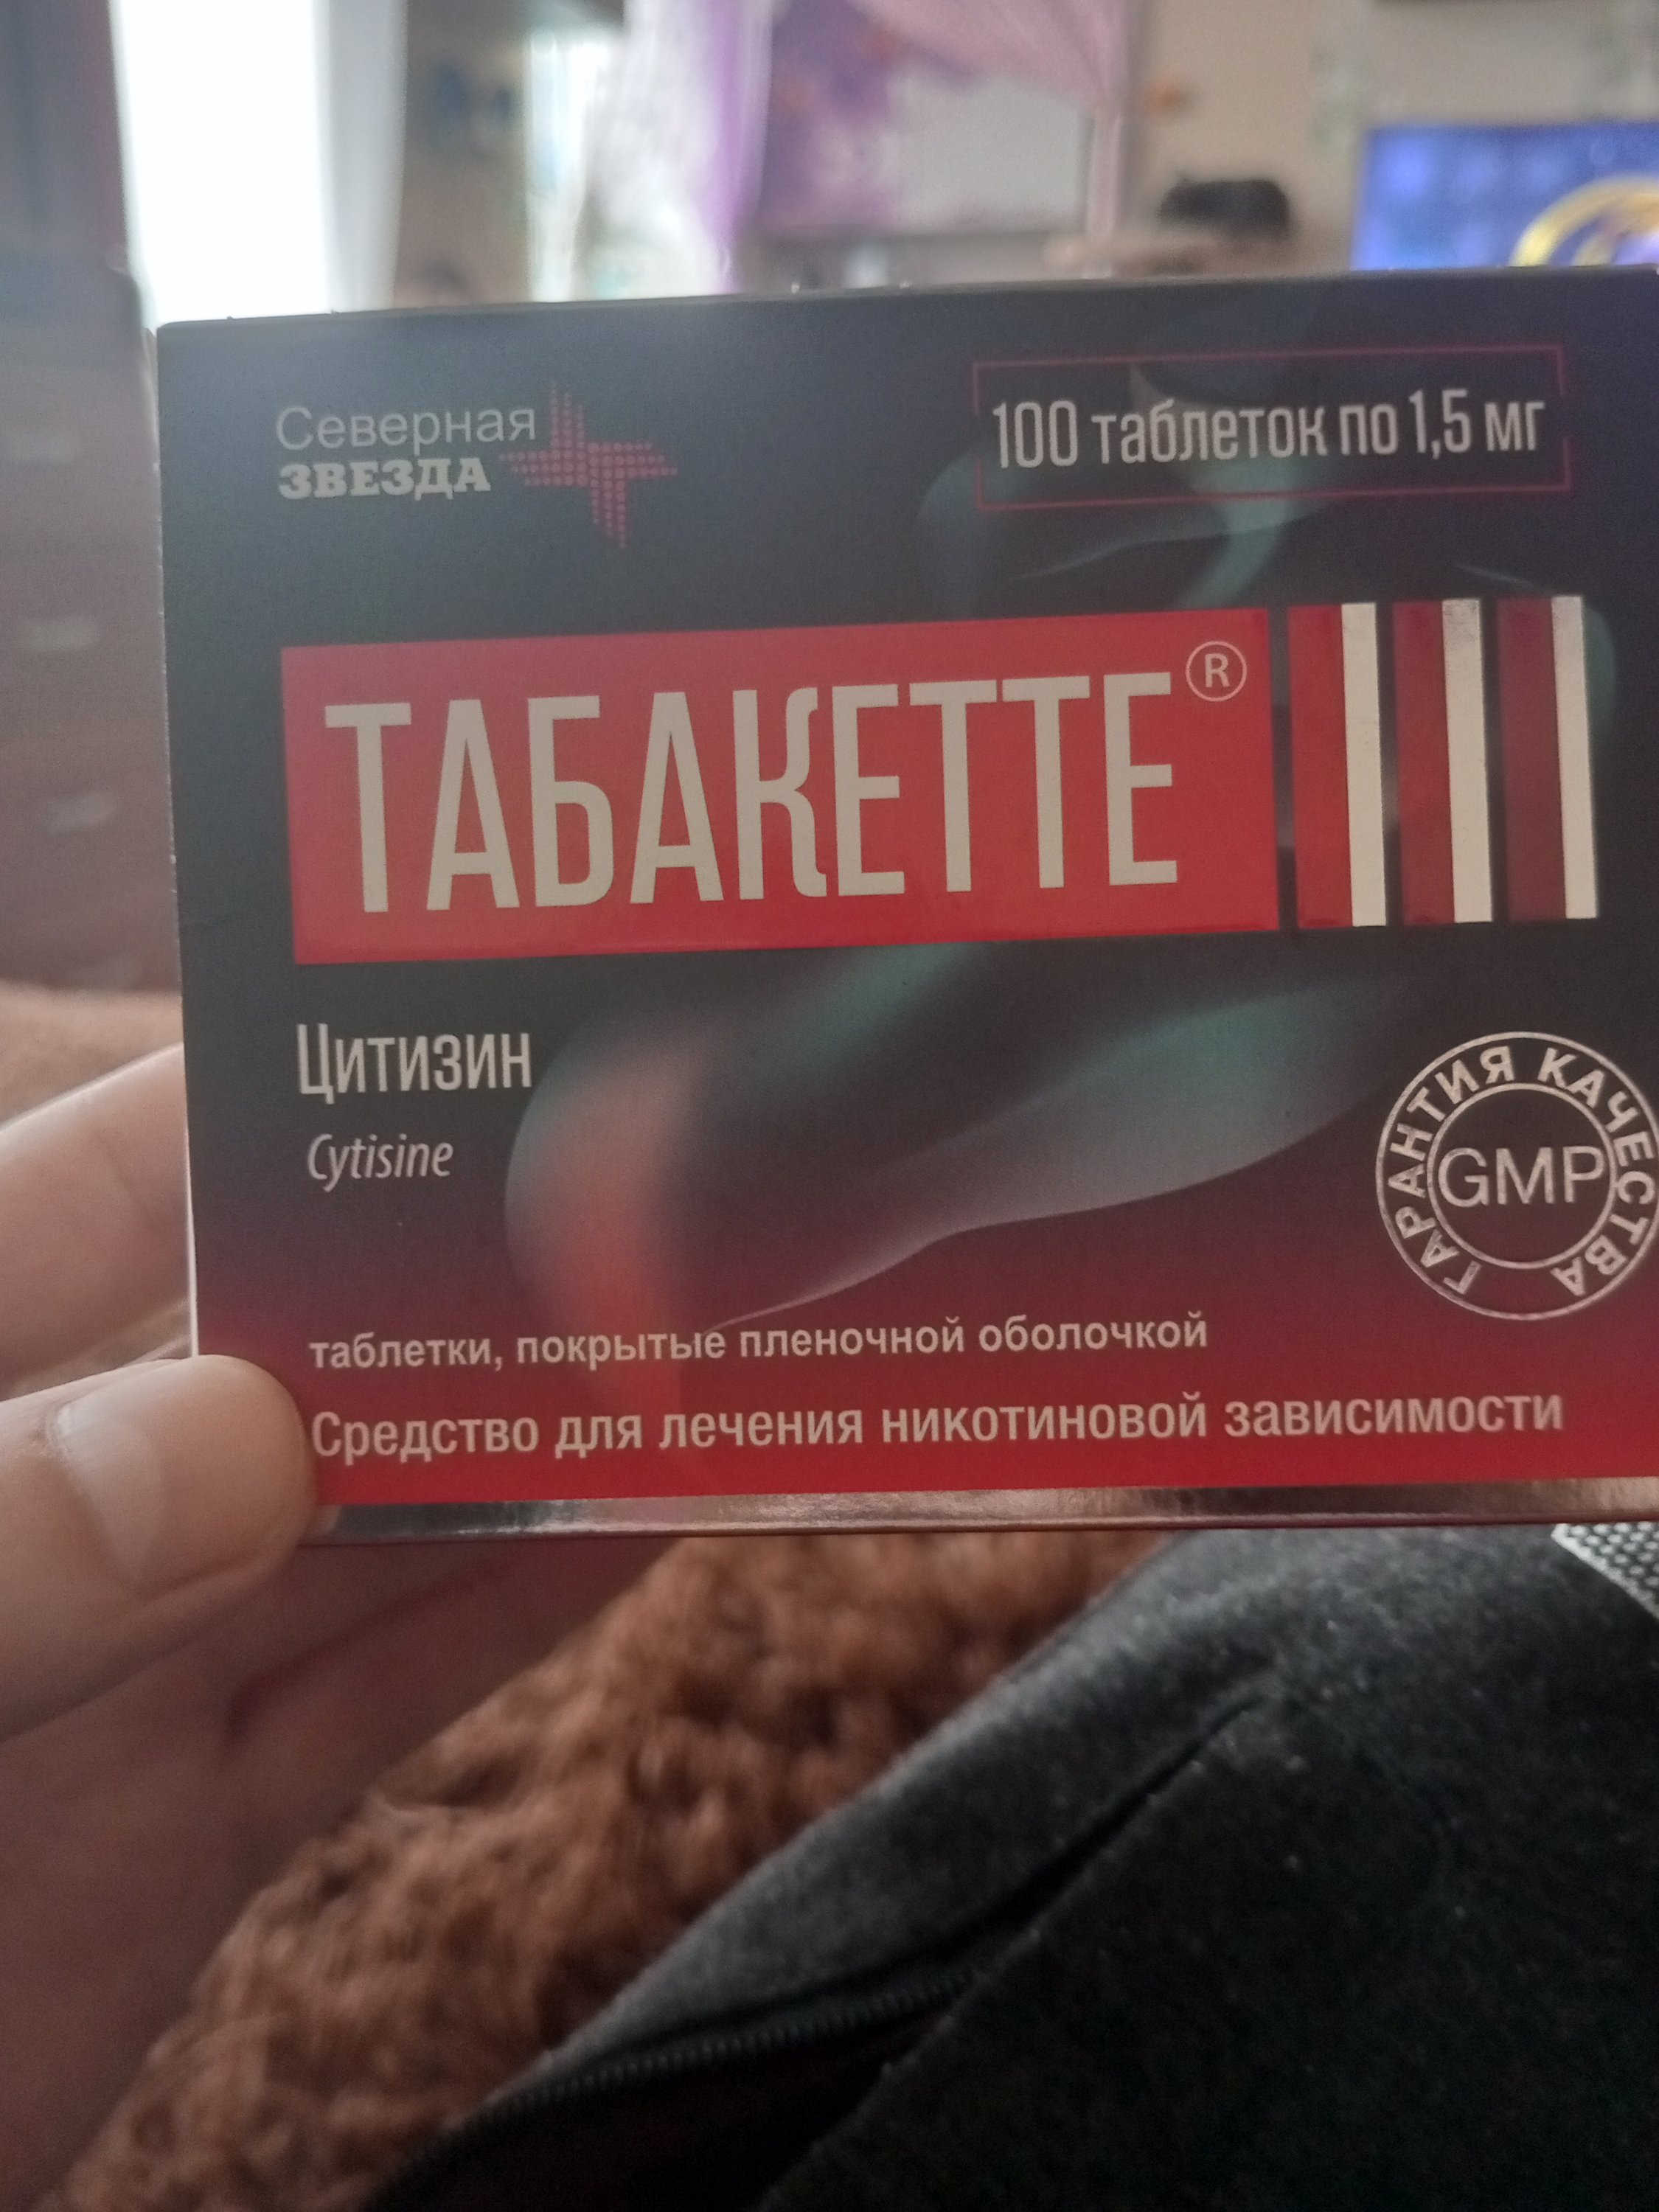 Северная
ЗВЕЗДА
100 таблеток по 1,5 мг
ТАБАКЕТТЕ®
Цитизин
Cytisine
ГАРАНТИЯ КАЧЕСТВА
GMP
таблетки, покрытые пленочной оболочкой
Средство для лечения никотиновой зависимости